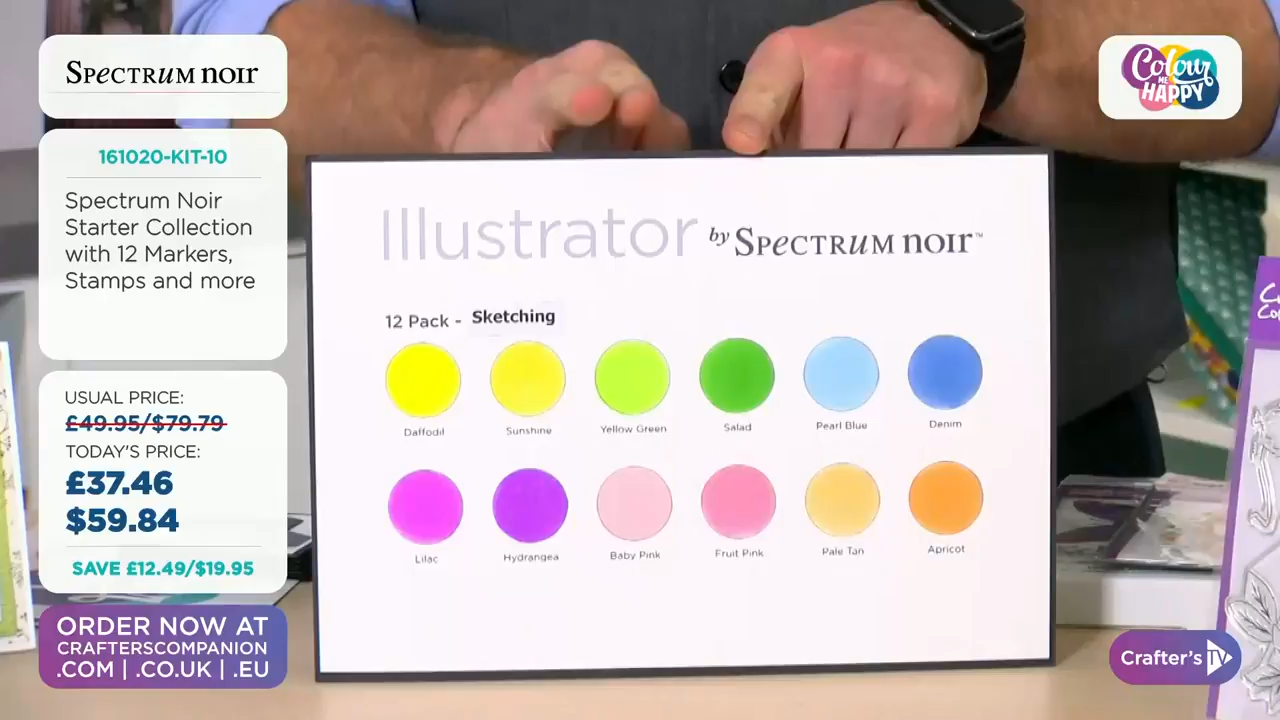 SPECTRUM NOIR
161020-KIT-10
Spectrum Noir
Starter Collection
with 12 Markers,
Stamps and more
USUAL PRICE:
£49.95/$79.79
TODAY'S PRICE:
£37.46
$59.84
SAVE £12.49/$19.95
ORDER NOW AT
CRAFTERSCOMPANION
.COM | .CO.UK | .EU
Illustrator by SPECTRUM NOIR™
12 Pack - Sketching
Daffodil Sunshine Yellow Green Salad Pearl Blue Denim
Lilac Hydrangea Baby Pink Fruit Pink Pale Tan Apricot
Colour
ME
HAPPY
Crafter's TV